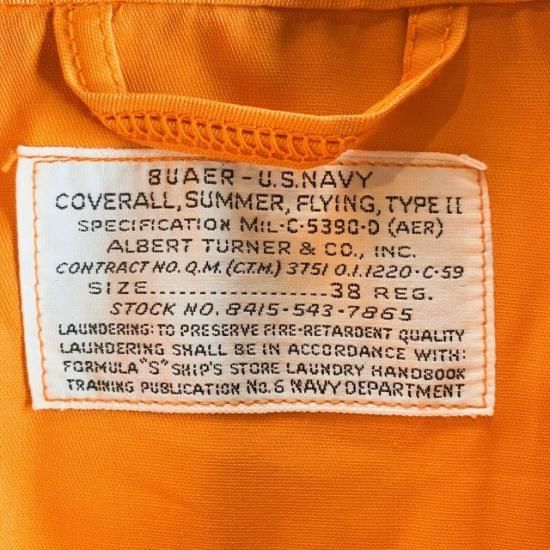 BUAER - U.S. NAVY
COVERALL, SUMMER, FLYING, TYPE II
SPECIFICATION MIL-C-5390-D (AER)
ALBERT TURNER & CO., INC.
CONTRACT NO. Q.M. (C.T.M.) 3751 O.I. 1220-C-59
SIZE....................38 REG.
STOCK NO. 8415-543-7865
LAUNDERING: TO PRESERVE FIRE-RETARDENT QUALITY
LAUNDERING SHALL BE IN ACCORDANCE WITH:
FORMULA "S" SHIP'S STORE LAUNDRY HANDBOOK
TRAINING PUBLICATION NO. 6 NAVY DEPARTMENT